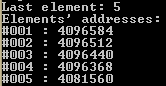 Last element: 5
Elements' addresses:
#001 : 4096584
#002 : 4096512
#003 : 4096440
#004 : 4096368
#005 : 4081560